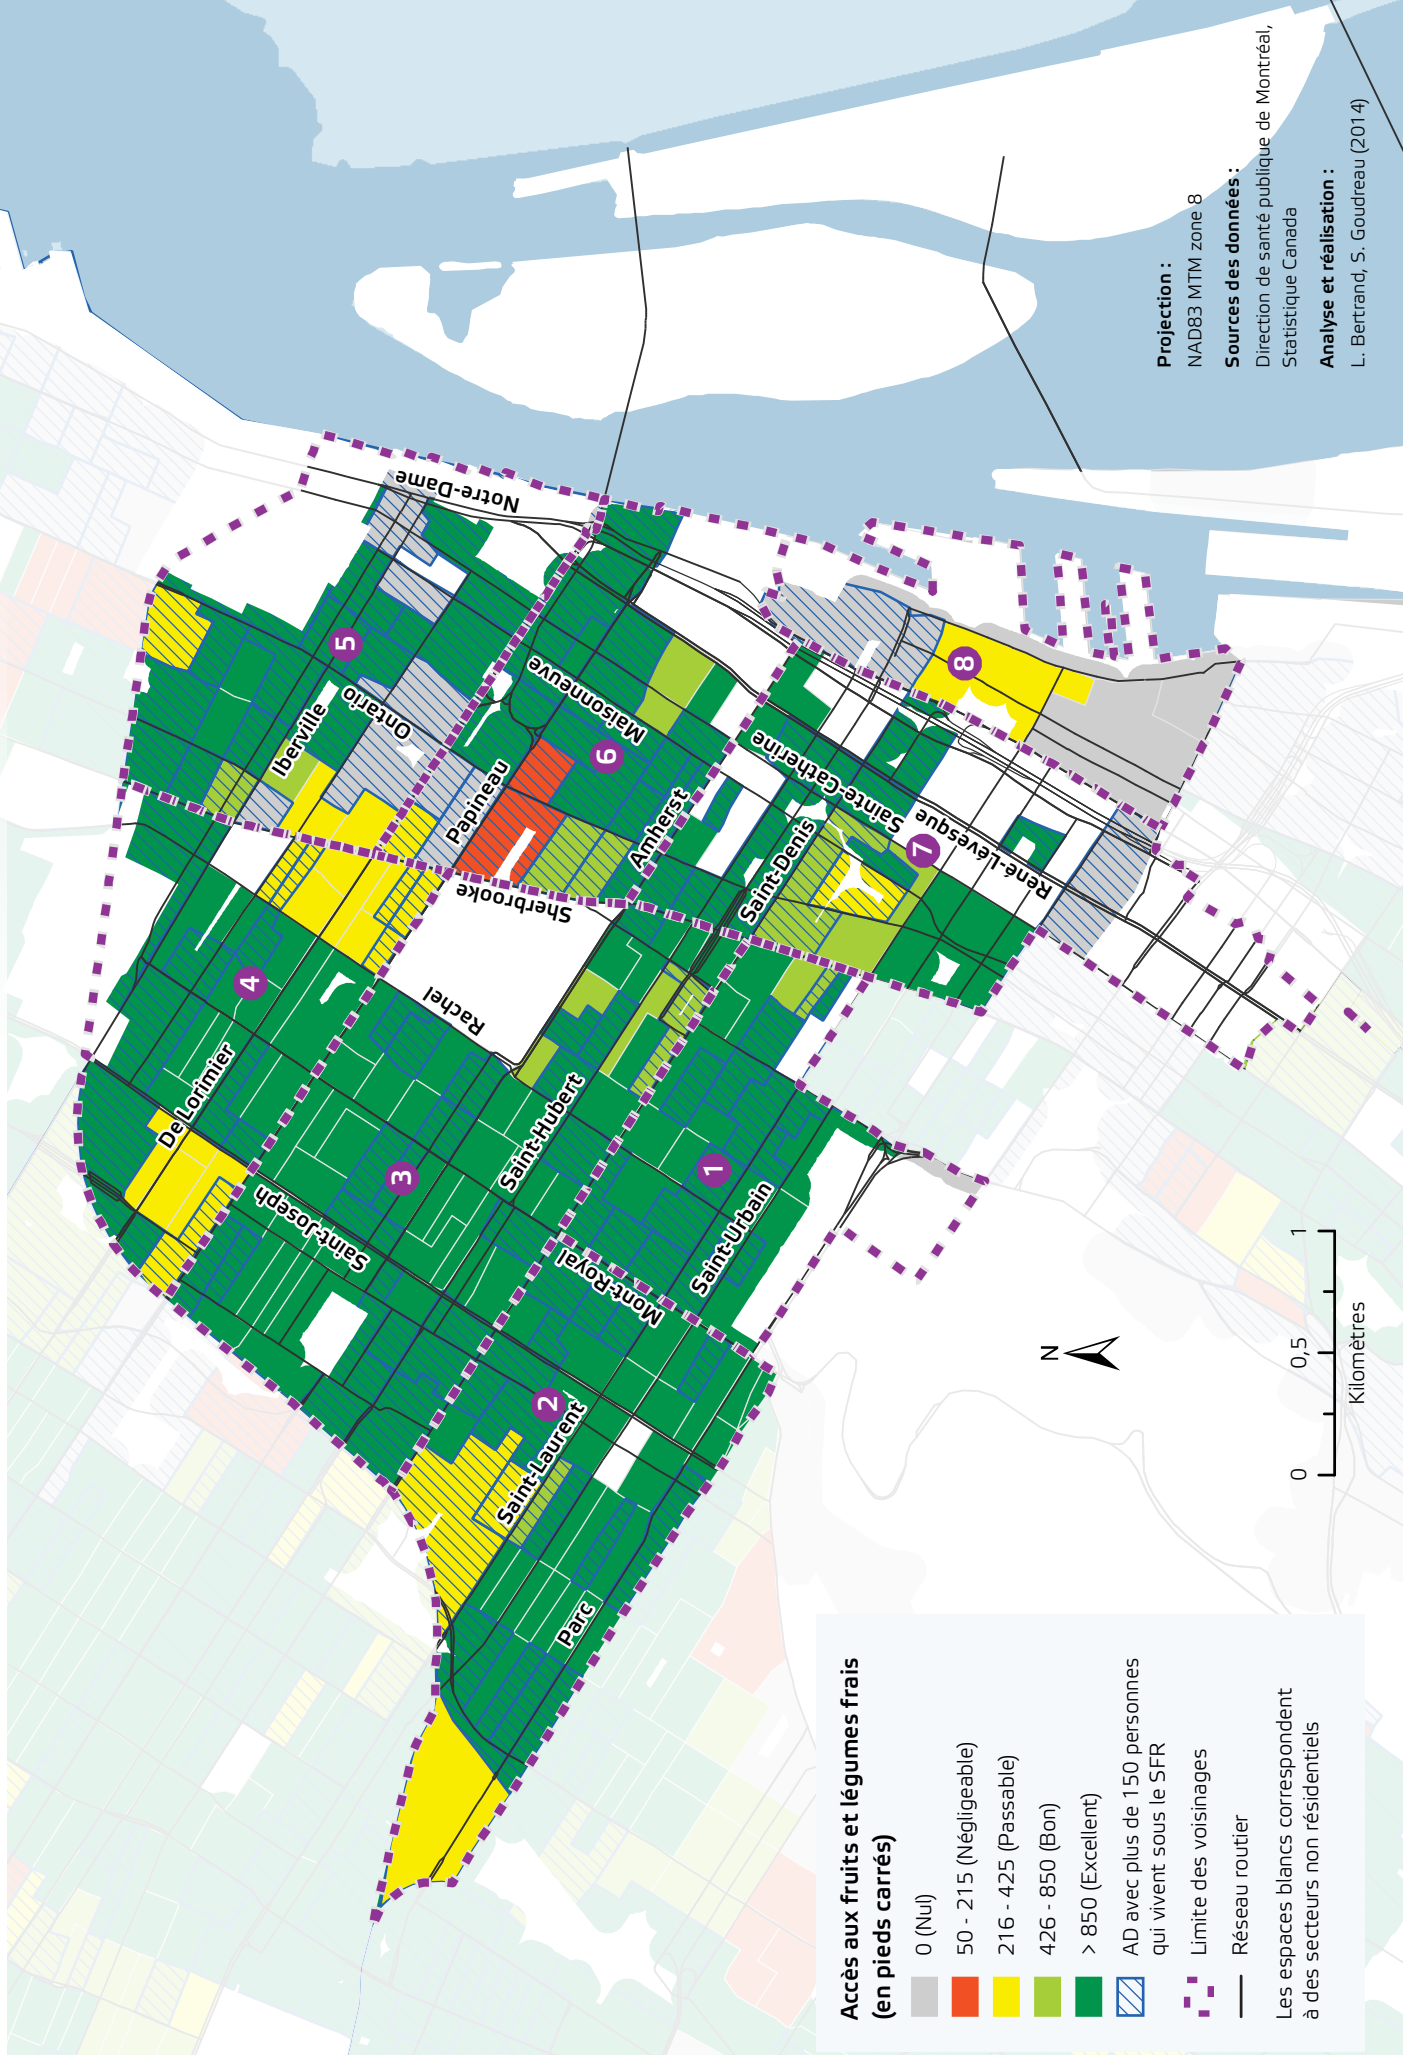 Accès aux fruits et légumes frais
(en pieds carrés)
0 (Nul)
50 - 215 (Négligeable)
216 - 425 (Passable)
426 - 850 (Bon)
> 850 (Excellent)
AD avec plus de 150 personnes
qui vivent sous le SFR
Limite des voisinages
Réseau routier
Les espaces blancs correspondent
à des secteurs non résidentiels
0
0,5
1
Kilomètres
N
Projection :
NAD83 MTM zone 8
Sources des données :
Direction de santé publique de Montréal,
Statistique Canada
Analyse et réalisation :
L. Bertrand, S. Goudreau (2014)
De Lorimier
Iberville
Ontario
Notre-Dame
Papineau
Maisonneuve
Sherbrooke
Rachel
Amherst
Saint-Joseph
Saint-Hubert
Saint-Denis
Sainte-Catherine
René-Lévesque
Mont-Royal
Saint-Urbain
Saint-Laurent
Parc
1
2
3
4
5
6
7
8